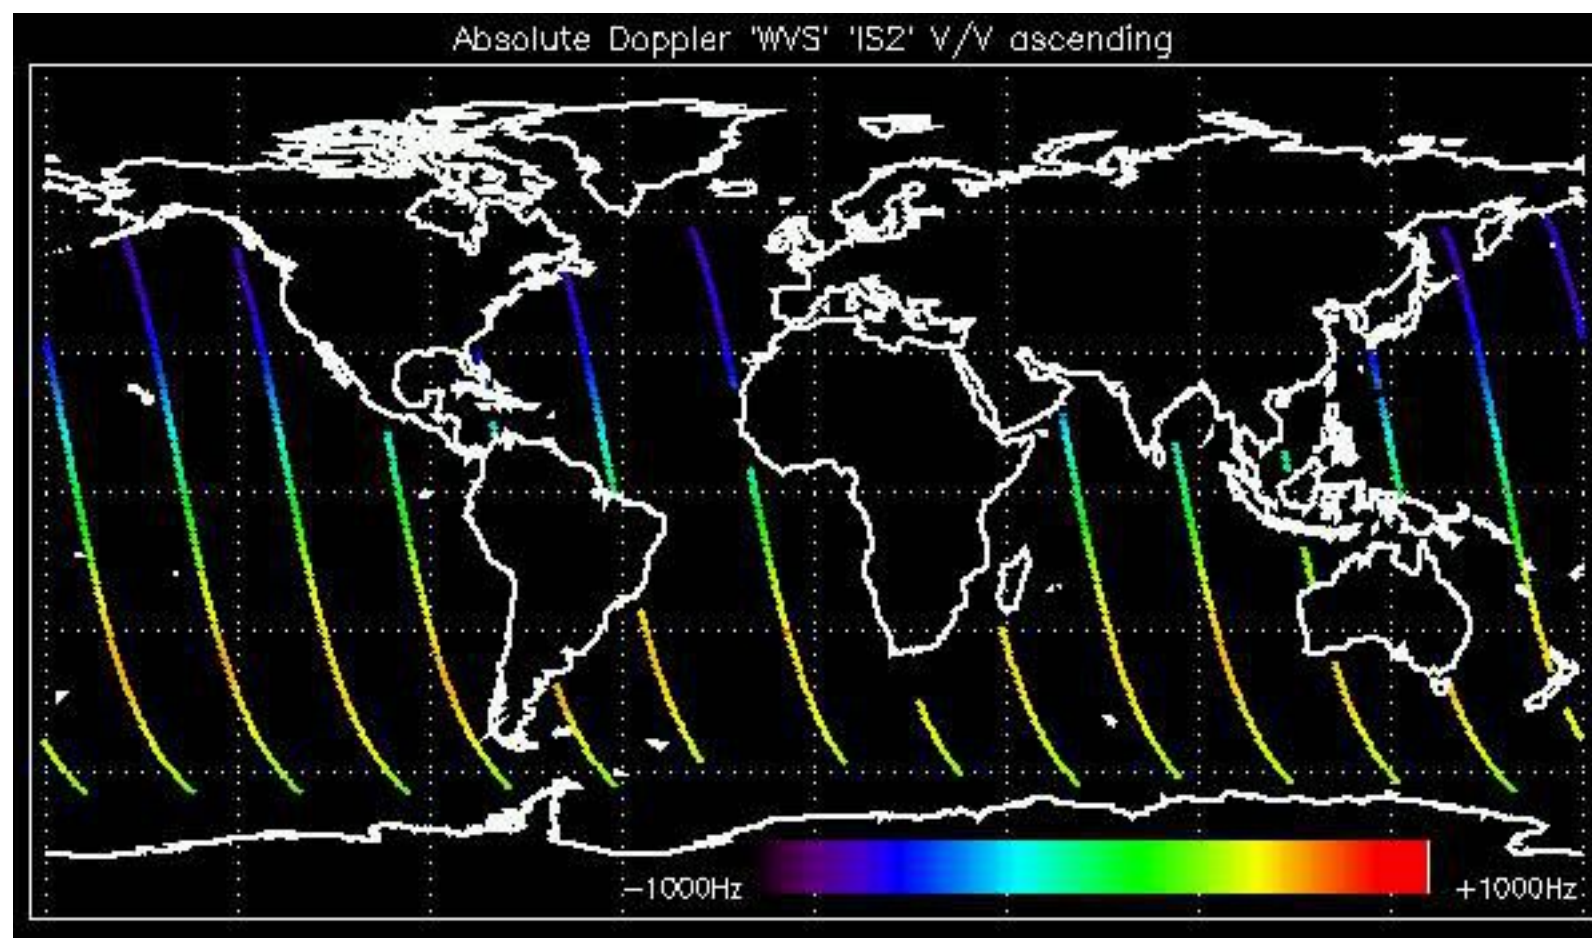 Absolute Doppler 'WVS' 'IS2' V/V ascending
−1000Hz +1000Hz